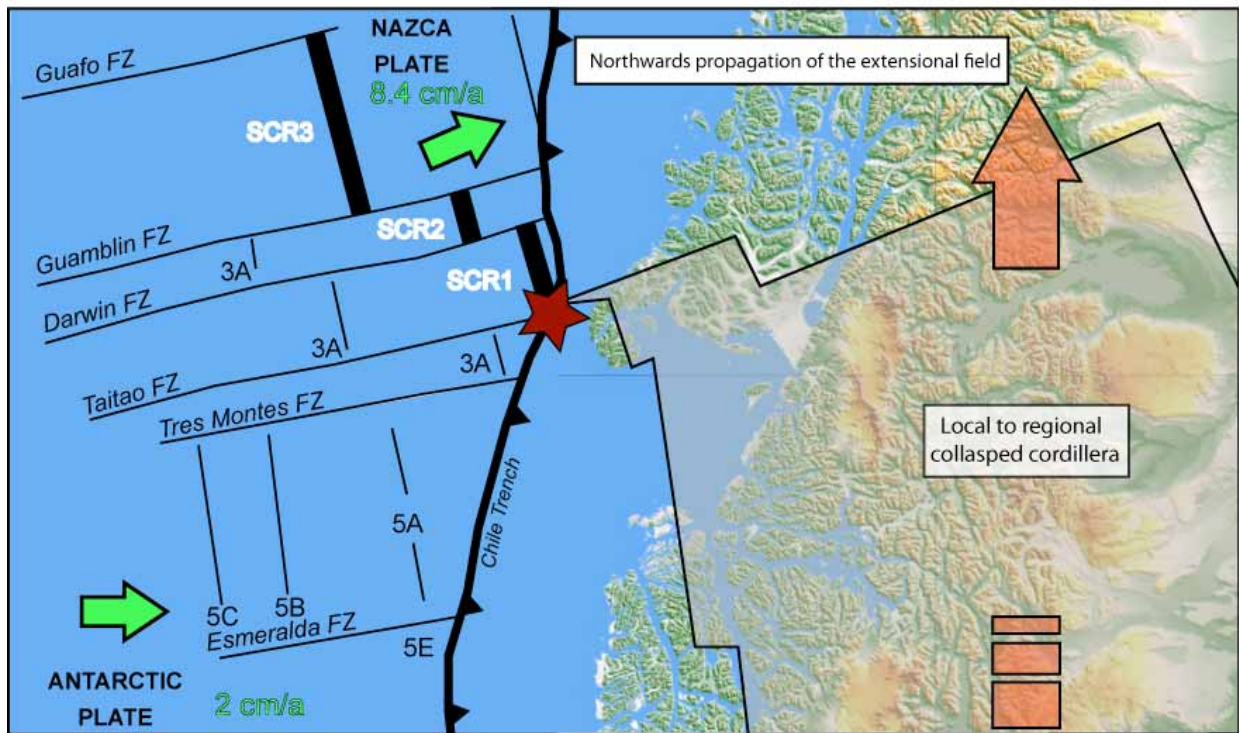 NAZCA
PLATE
8.4 cm/a
Northwards propagation of the extensional field
Guafo FZ
SCR3
Guamblin FZ
3A
SCR2
Darwin FZ
3A
SCR1
Taitao FZ
3A
Tres Montes FZ
Local to regional
collasped cordillera
5A
Chile Trench
5C
5B
Esmeralda FZ
5E
ANTARCTIC
PLATE
2 cm/a